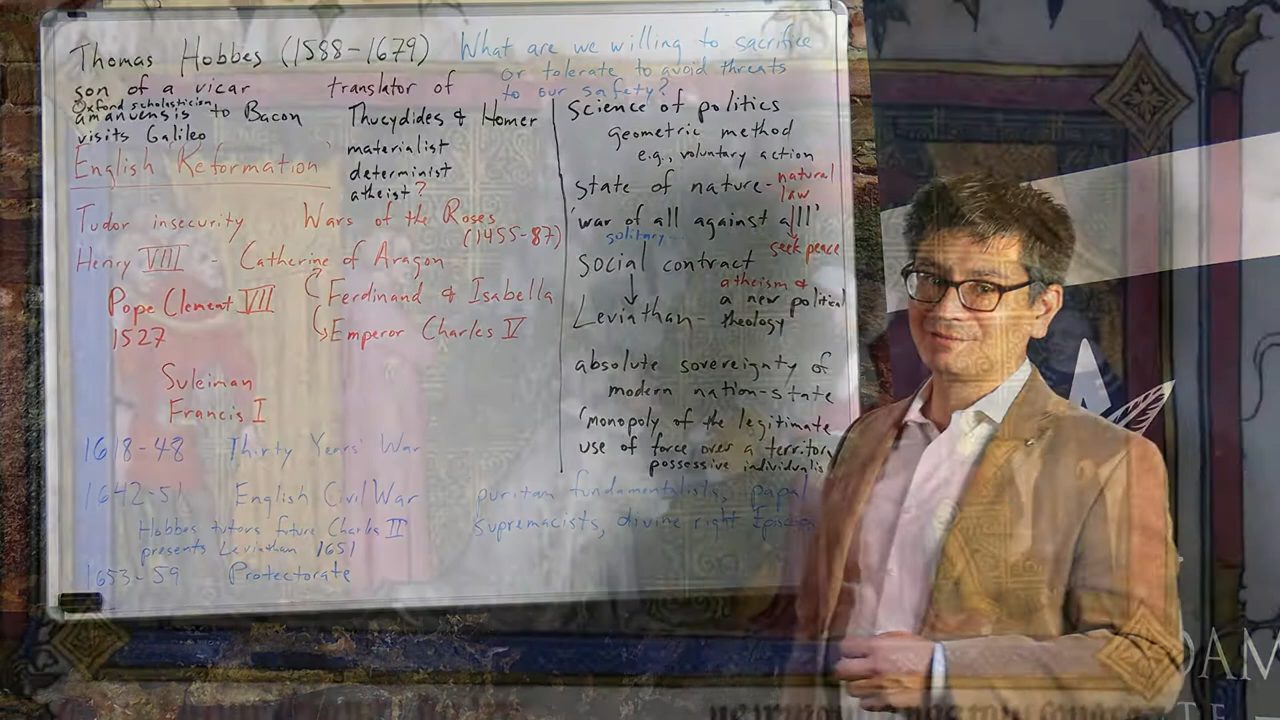 Thomas Hobbes (1588-1679)
What are we willing to sacrifice
or tolerate to avoid threats
to our safety?
son of a vicar
Oxford scholasticism
amanuensis to Bacon
visits Galileo
translator of
Thucydides & Homer
materialist
determinist
atheist?
English Reformation
Tudor insecurity
Wars of the Roses
(1455-87)
Henry VIII - Catherine of Aragon
Pope Clement VII
1527
Ferdinand & Isabella
Emperor Charles V
Suleiman
Francis I
1618-48 Thirty Years' War
1642-51 English Civil War
Hobbes tutors future Charles II
presents Leviathan 1651
1653-59 Protectorate
puritan fundamentalists, papal
supremacists, divine right
Science of politics
geometric method
e.g., voluntary action
state of nature - natural
law
'war of all against all'
solitary
seek peace
social contract
atheism &
a new political
Leviathan - theology
absolute sovereignty of
modern nation-state
'monopoly of the legitimate
use of force over a territory
possessive
DAM
TE